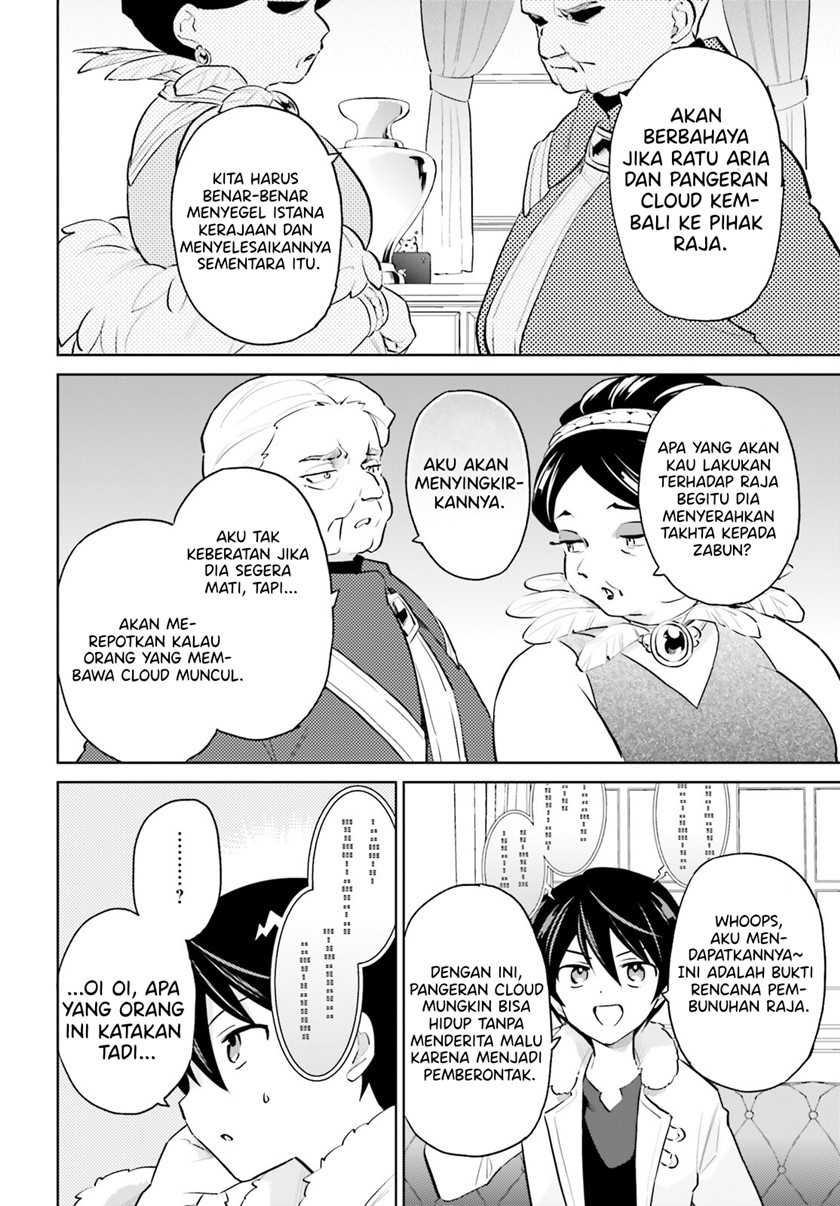 AKAN
BERBAHAYA
JIKA RATU ARIA
DAN PANGERAN
CLOUD KEM-
BALI KE PIHAK
RAJA.
KITA HARUS
BENAR-BENAR
MENYEGEL ISTANA
KERAJAAN DAN
MENYELESAIKANNYA
SEMENTARA ITU.
APA YANG AKAN
KAU LAKUKAN
TERHADAP RAJA
BEGITU DIA
MENYERAHKAN
TAKHTA KEPADA
ZABUN?
AKU AKAN
MENYINGKIR-
KANNYA.
AKU TAK
KEBERATAN JIKA
DIA SEGERA
MATI, TAPI...
AKAN ME-
REPOTKAN KALAU
ORANG YANG MEM-
BAWA CLOUD MUNCUL.
WHOOPS,
AKU MEN-
DAPATKANNYA~
INI ADALAH BUKTI
RENCANA PEM-
BUNUHAN RAJA.
DENGAN INI,
PANGERAN CLOUD
MUNGKIN BISA
HIDUP TANPA
MENDERITA MALU
KARENA MENJADI
PEMBERONTAK.
.........?
...OI OI, APA
YANG ORANG
INI KATAKAN
TADI...